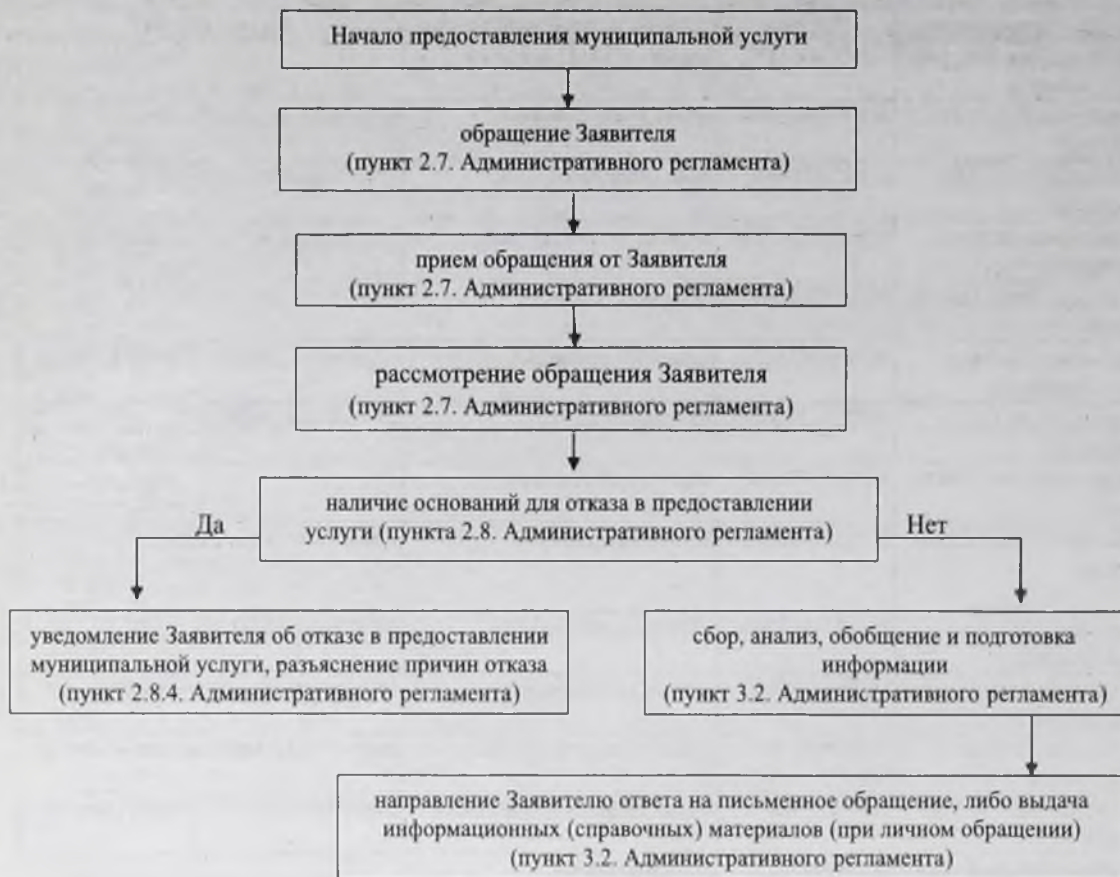 Начало предоставления муниципальной услуги
обращение Заявителя
(пункт 2.7. Административного регламента)
прием обращения от Заявителя
(пункт 2.7. Административного регламента)
рассмотрение обращения Заявителя
(пункт 2.7. Административного регламента)
наличие оснований для отказа в предоставлении
услуги (пункта 2.8. Административного регламента)
Да
Нет
уведомление Заявителя об отказе в предоставлении
муниципальной услуги, разъяснение причин отказа
(пункт 2.8.4. Административного регламента)
сбор, анализ, обобщение и подготовка
информации
(пункт 3.2. Административного регламента)
направление Заявителю ответа на письменное обращение, либо выдача
информационных (справочных) материалов (при личном обращении)
(пункт 3.2. Административного регламента)